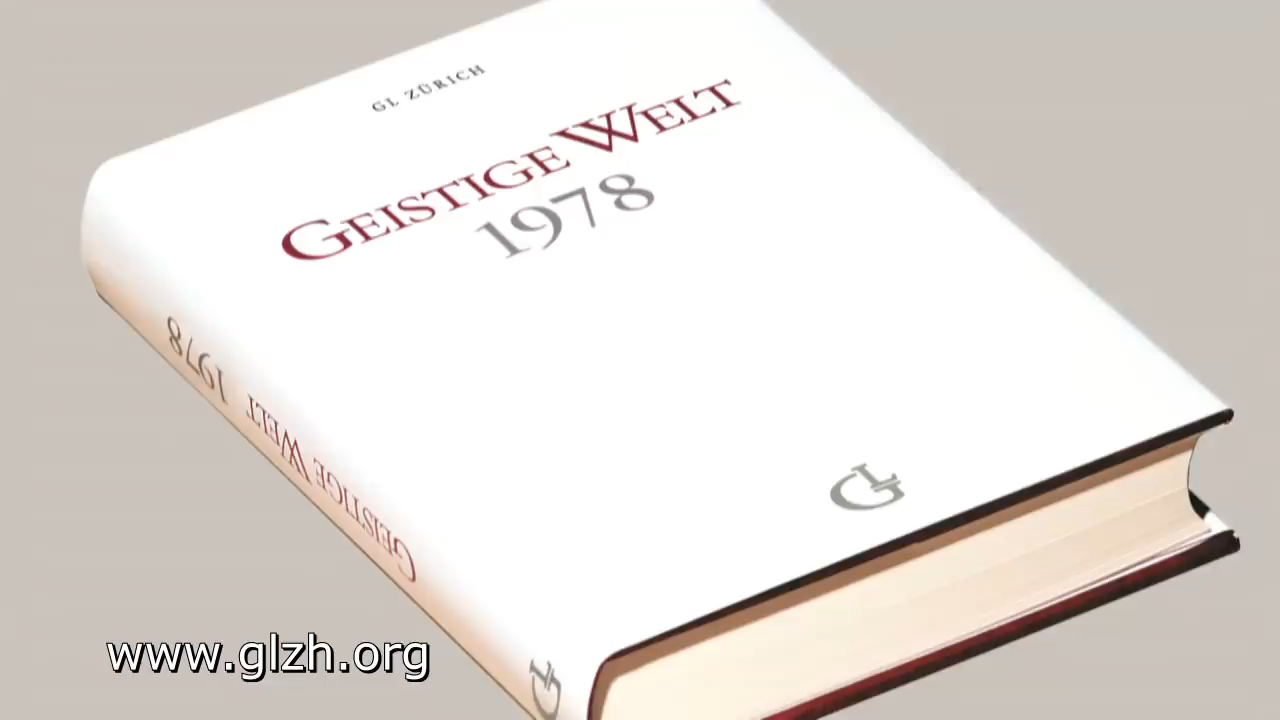 GL ZÜRICH
GEISTIGE WELT
1978
GL
GEISTIGE WELT 1978
GL
www.glzh.org